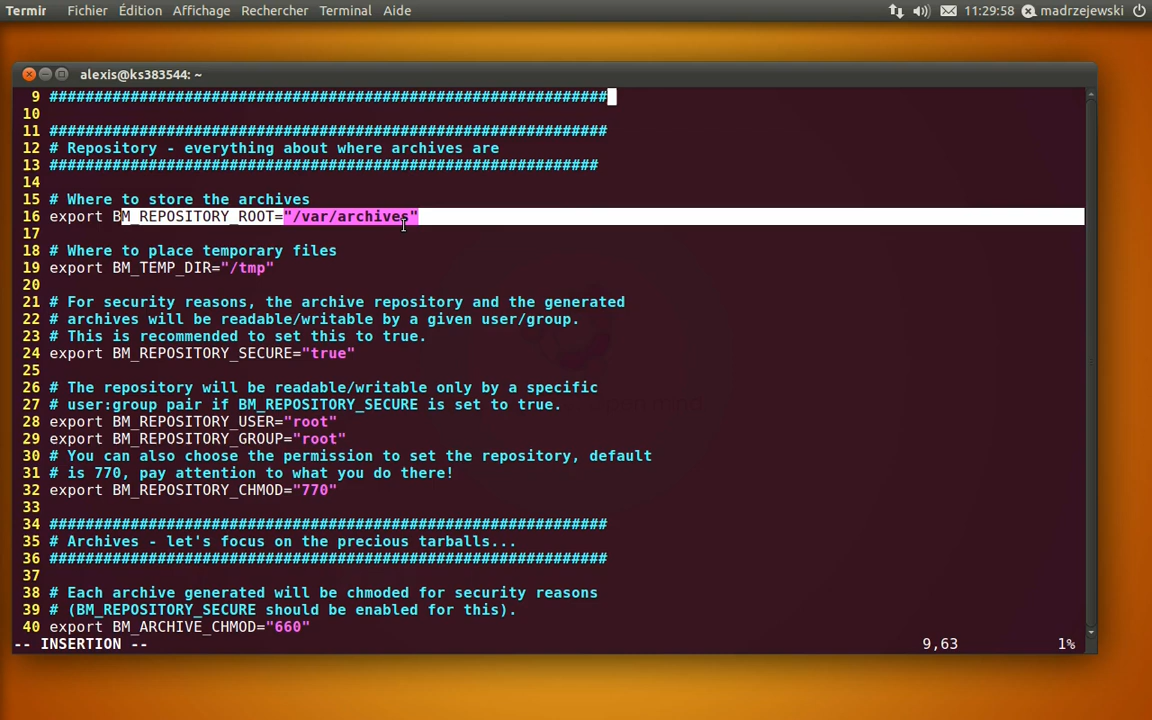 Termir Fichier Édition Affichage Rechercher Terminal Aide 11:29:58 madrzejewski
alexis@ks383544: ~
9 ##############################################################
10
11 ##############################################################
12 # Repository - everything about where archives are
13 #############################################################
14
15 # Where to store the archives
16 export BM_REPOSITORY_ROOT="/var/archives"
17
18 # Where to place temporary files
19 export BM_TEMP_DIR="/tmp"
20
21 # For security reasons, the archive repository and the generated
22 # archives will be readable/writable by a given user/group.
23 # This is recommended to set this to true.
24 export BM_REPOSITORY_SECURE="true"
25
26 # The repository will be readable/writable only by a specific
27 # user:group pair if BM_REPOSITORY_SECURE is set to true.
28 export BM_REPOSITORY_USER="root"
29 export BM_REPOSITORY_GROUP="root"
30 # You can also choose the permission to set the repository, default
31 # is 770, pay attention to what you do there!
32 export BM_REPOSITORY_CHMOD="770"
33
34 ##############################################################
35 # Archives - let's focus on the precious tarballs...
36 ##############################################################
37
38 # Each archive generated will be chmoded for security reasons
39 # (BM_REPOSITORY_SECURE should be enabled for this).
40 export BM_ARCHIVE_CHMOD="660"
-- INSERTION -- 9,63 1%